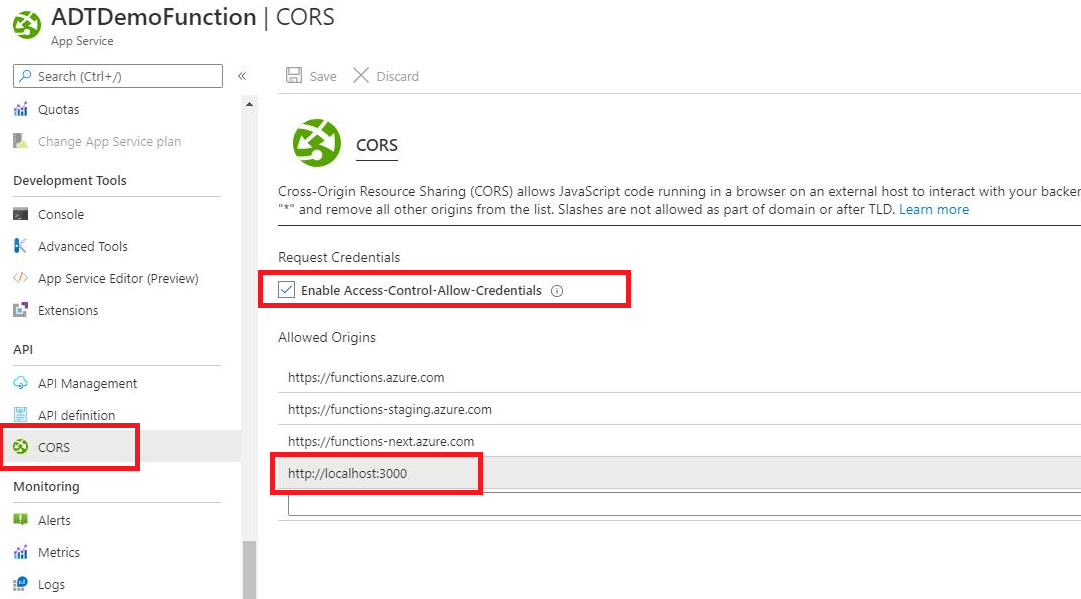 ADTDemoFunction | CORS
App Service
Search (Ctrl+/)
«
Quotas
Change App Service plan
Development Tools
Console
Advanced Tools
App Service Editor (Preview)
Extensions
API
API Management
API definition
CORS
Monitoring
Alerts
Metrics
Logs
Save Discard
CORS
Cross-Origin Resource Sharing (CORS) allows JavaScript code running in a browser on an external host to interact with your backen
"*" and remove all other origins from the list. Slashes are not allowed as part of domain or after TLD. Learn more
Request Credentials
Enable Access-Control-Allow-Credentials
Allowed Origins
https://functions.azure.com
https://functions-staging.azure.com
https://functions-next.azure.com
http://localhost:3000